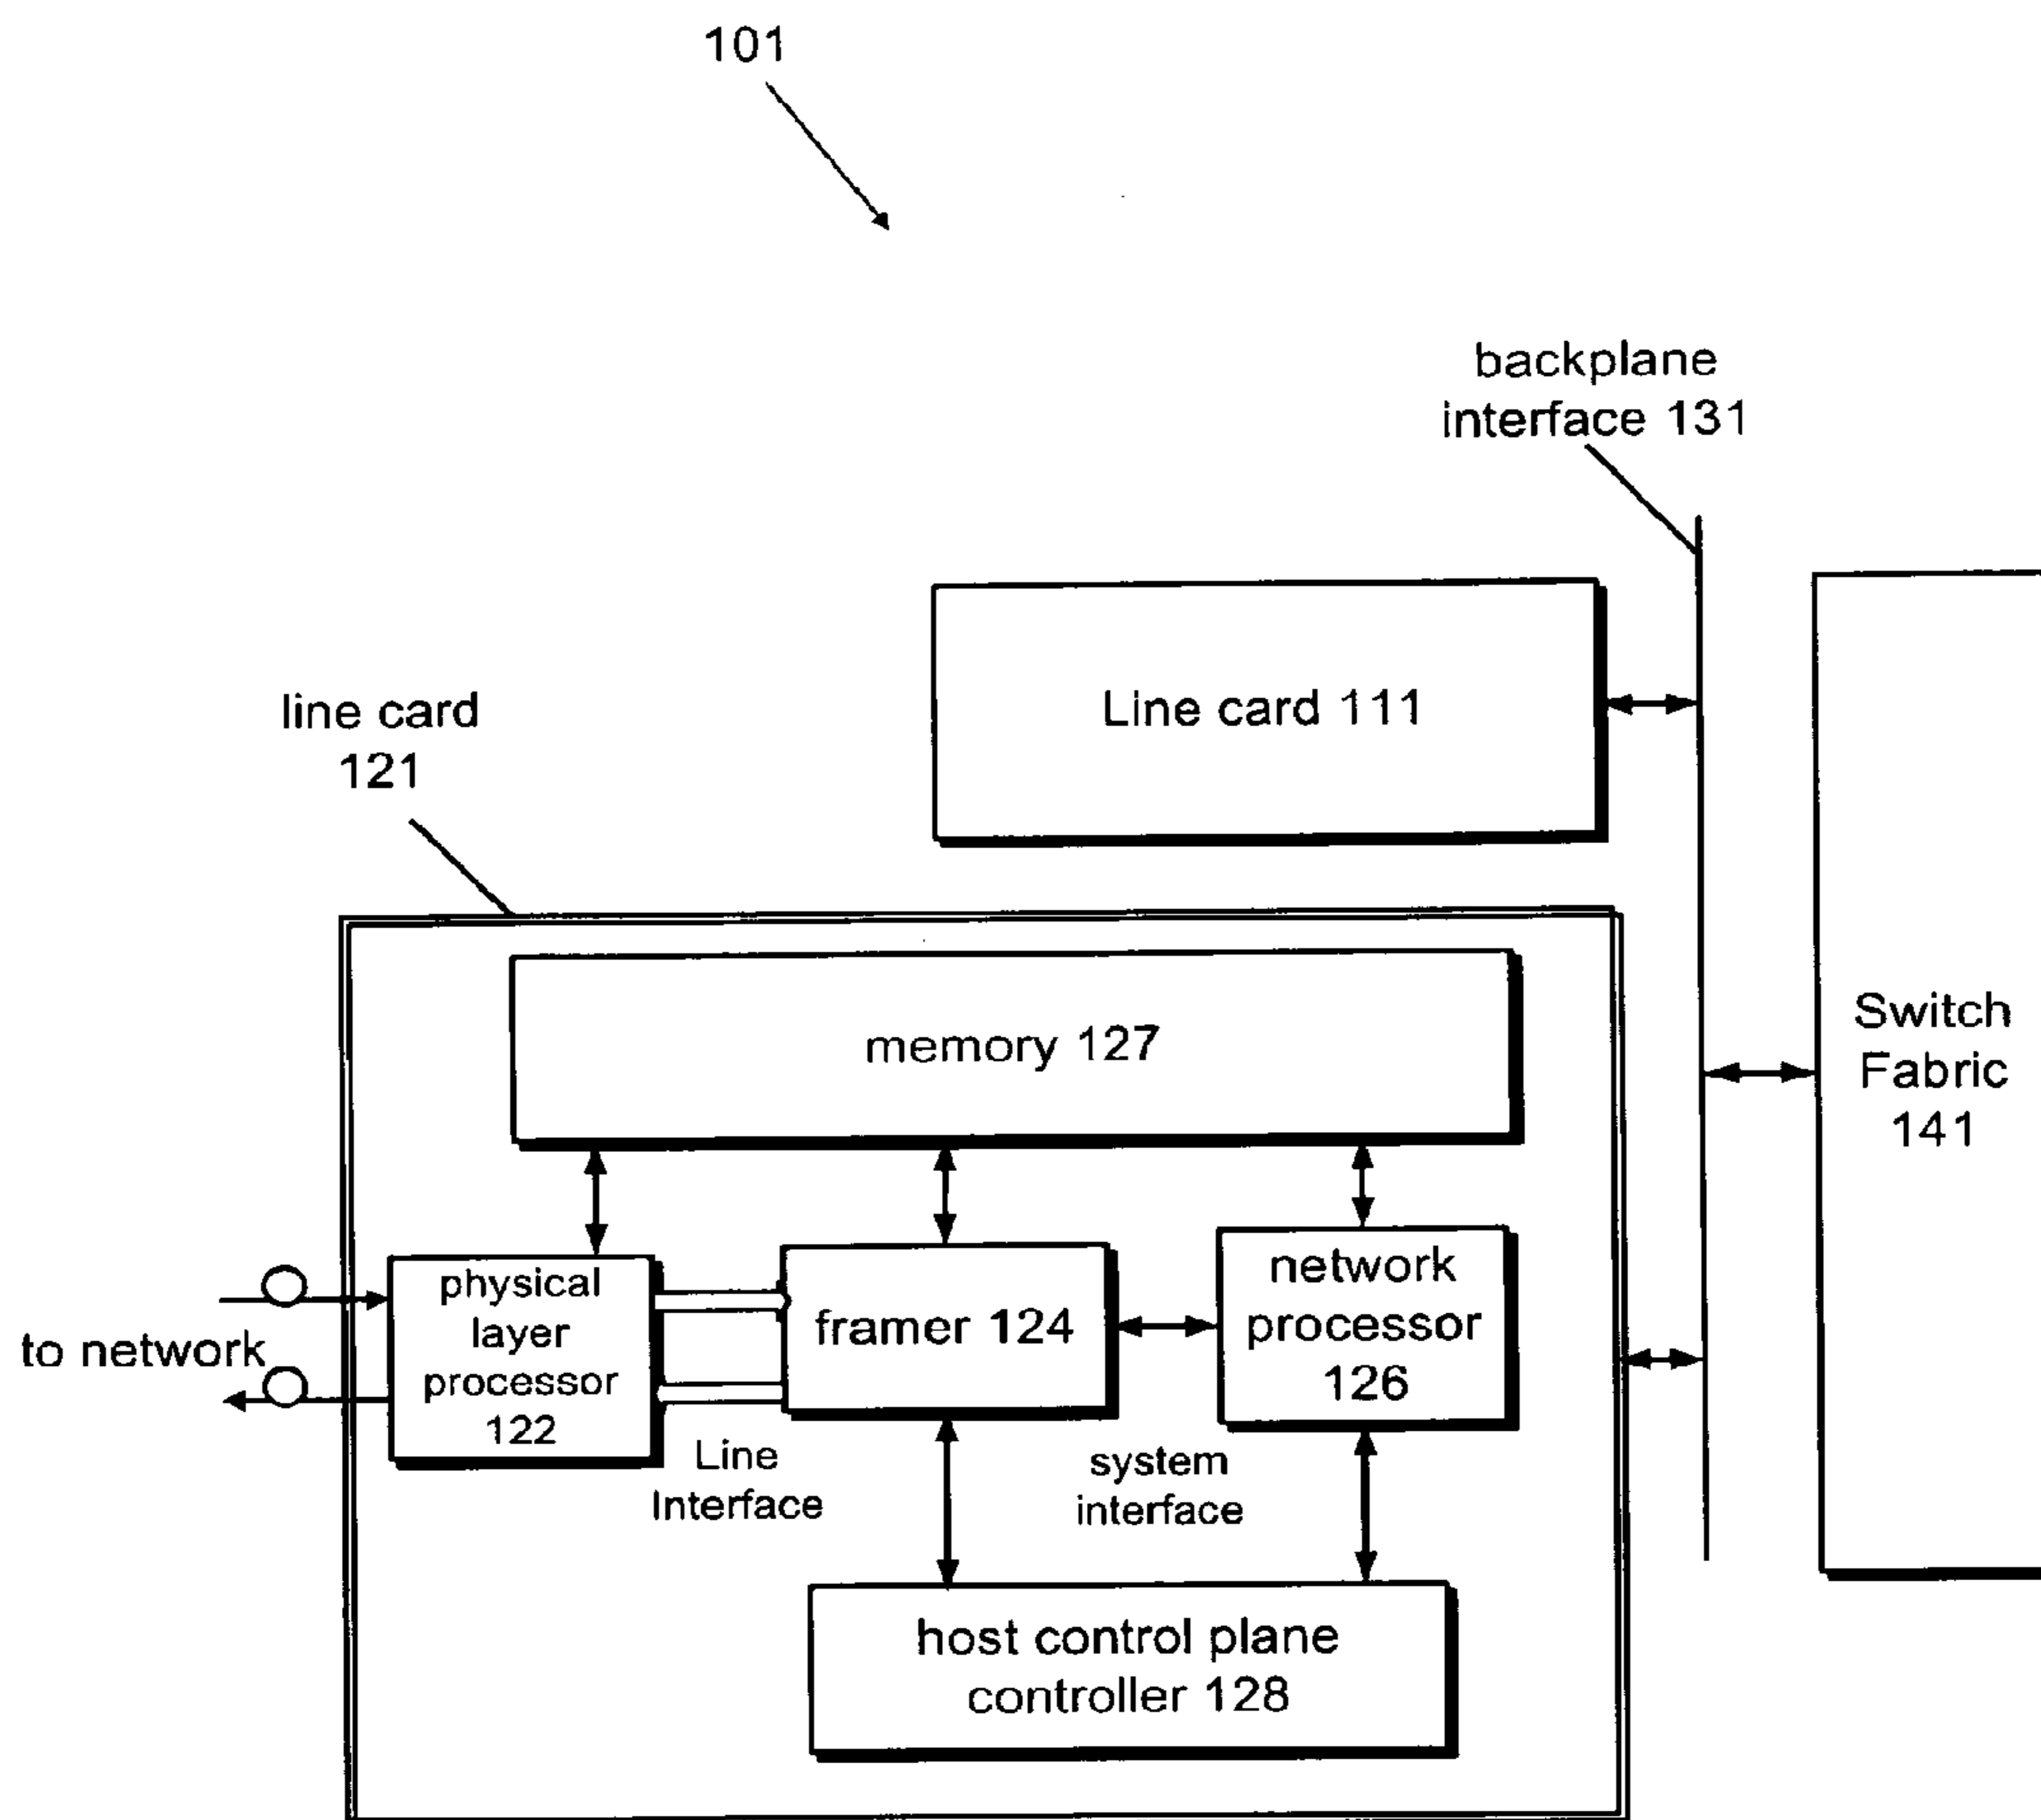 101
backplane
interface 131
Line card 111
line card
121
Switch
Fabric
141
memory 127
physical
layer
processor
122
framer 124
network
processor
126
to network
Line
Interface
system
interface
host control plane
controller 128